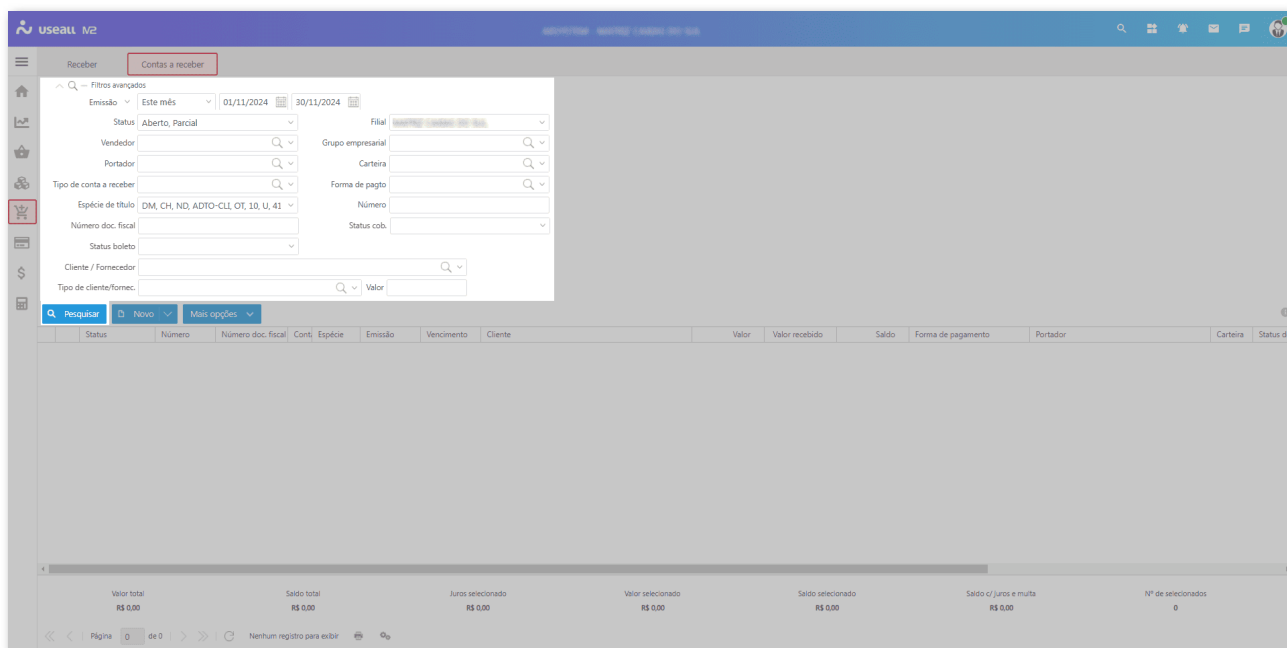 useall M2
Receber Contas a receber
Filtros avançados
Emissão Este mês 01/11/2024 30/11/2024
Status Aberto, Parcial Filial
Vendedor Grupo empresarial
Portador Carteira
Tipo de conta a receber Forma de pagto
Espécie de título DM, CH, ND, ADTO-CLI, OT, 10, U, 41 Número
Número doc. fiscal Status cob.
Status boleto
Cliente / Fornecedor
Tipo de cliente/fornec. Valor
Pesquisar Novo Mais opções
Status Número Número doc. fiscal Cont Espécie Emissão Vencimento Cliente Valor Valor recebido Saldo Forma de pagamento Portador Carteira Status d
Valor total Saldo total Juros selecionado Valor selecionado Saldo selecionado Saldo c/ juros e multa Nº de selecionados
R$ 0,00 R$ 0,00 R$ 0,00 R$ 0,00 R$ 0,00 R$ 0,00 0
Página 0 de 0 Nenhum registro para exibir